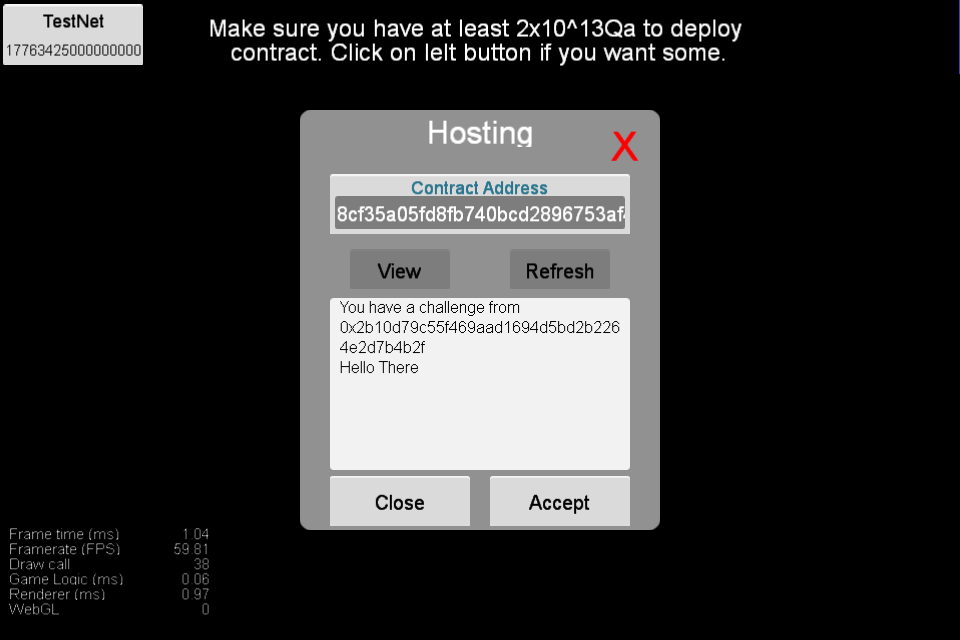 TestNet
17763425000000000
Make sure you have at least 2x10^13Qa to deploy
contract. Click on lelt button if you want some.
Hosting
X
Contract Address
8cf35a05fd8fb740bcd2896753af4
View
Refresh
You have a challenge from
0x2b10d79c55f469aad1694d5bd2b226
4e2d7b4b2f
Hello There
Close
Accept
Frame time (ms) 1.04
Framerate (FPS) 59.81
Draw call 38
Game Logic (ms) 0.06
Renderer (ms) 0.97
WebGL 0